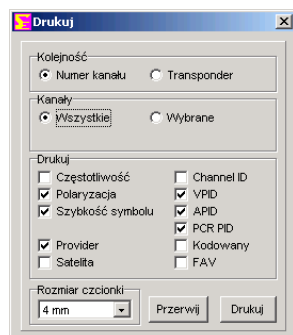 Drukuj
Kolejność
Numer kanału Transponder
Kanały
Wszystkie Wybrane
Drukuj
Częstotliwość Channel ID
Polaryzacja VPID
Szybkość symbolu APID
PCR PID
Provider Kodowany
Satelita FAV
Rozmiar czcionki
4 mm Przerwij Drukuj